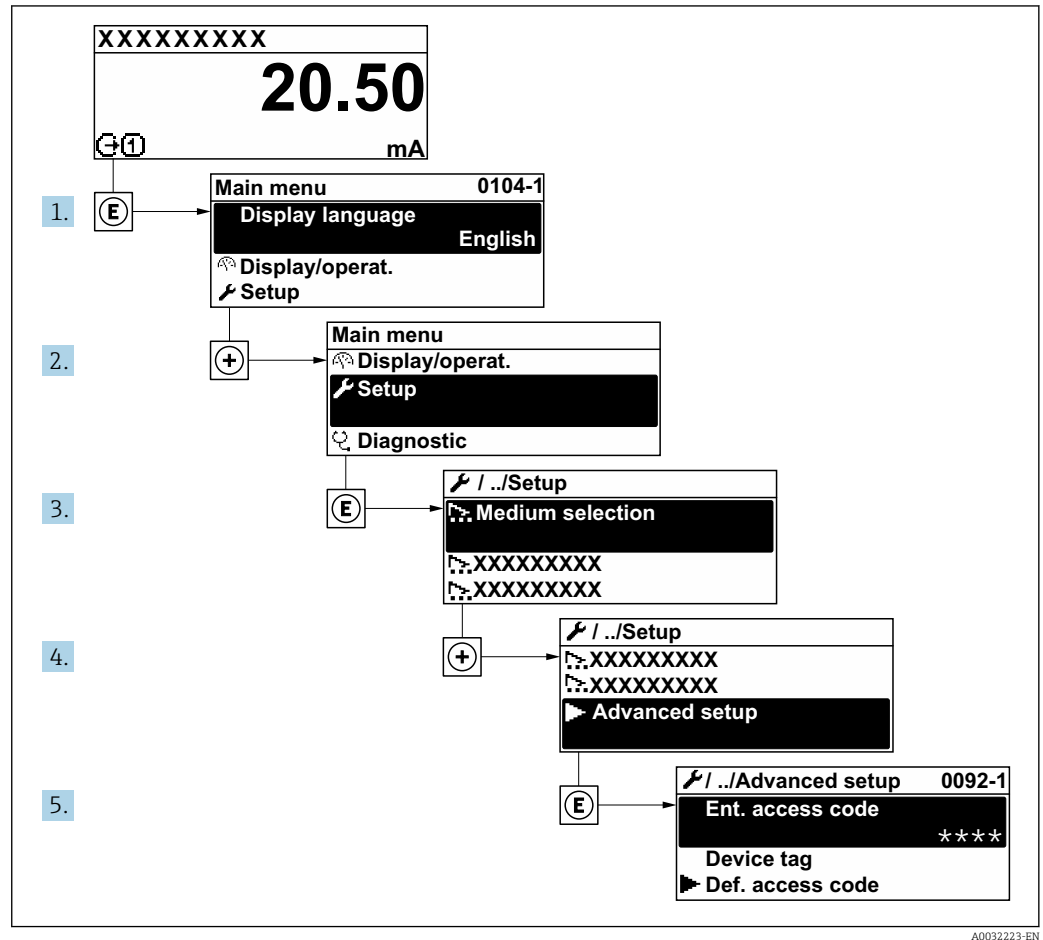 XXXXXXXXX
20.50
1 mA
1. E
Main menu 0104-1
Display language
English
Display/operat.
Setup
2. +
Main menu
Display/operat.
Setup
Diagnostic
3. E
/ ../Setup
Medium selection
XXXXXXXXX
XXXXXXXXX
4. +
/ ../Setup
XXXXXXXXX
XXXXXXXXX
Advanced setup
5. E
/ ../Advanced setup 0092-1
Ent. access code
****
Device tag
Def. access code
A0032223-EN